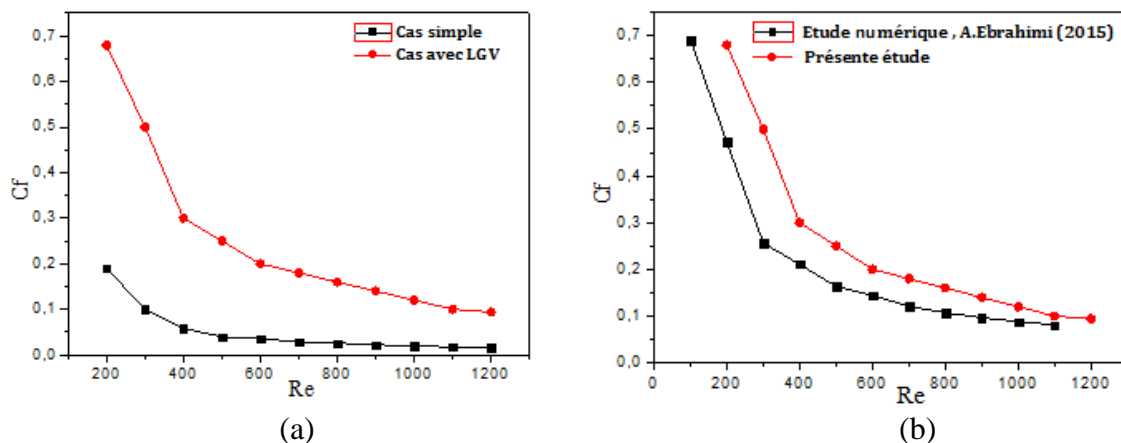 Cas simple
Cas avec LGV
0,7
0,6
0,5
0,4
0,3
0,2
0,1
0,0
Cf
200 400 600 800 1000 1200
Re
(a)
Etude numérique , A.Ebrahimi (2015)
Présente étude
0,7
0,6
0,5
0,4
0,3
0,2
0,1
0,0
Cf
0 200 400 600 800 1000 1200
Re
(b)